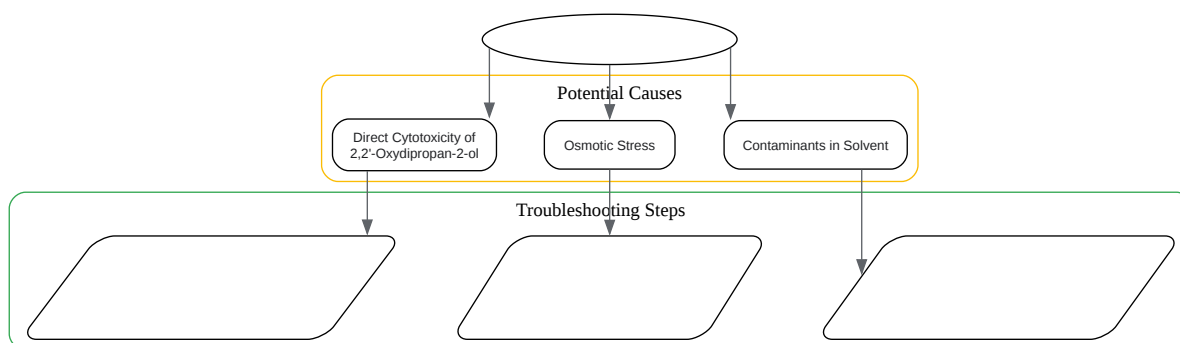 Potential Causes
Direct Cytotoxicity of
2,2'-Oxydipropan-2-ol
Osmotic Stress
Contaminants in Solvent
Troubleshooting Steps